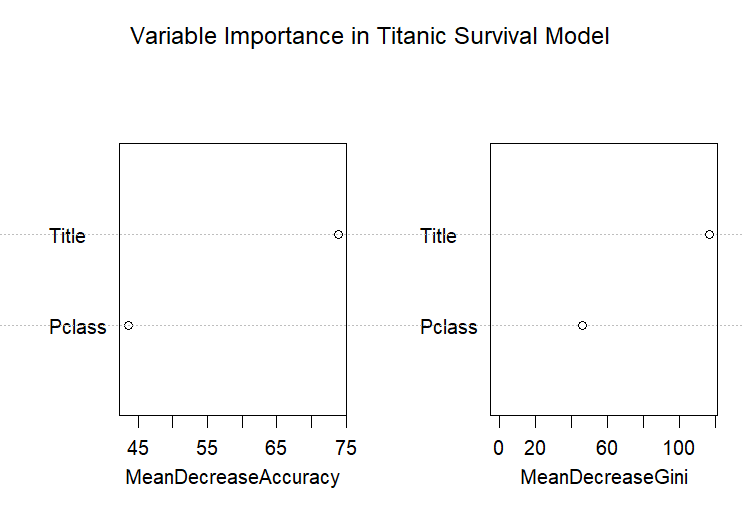 Variable Importance in Titanic Survival Model
Title
Pclass
45 55 65 75
MeanDecreaseAccuracy
Title
Pclass
0 20 60 100
MeanDecreaseGini